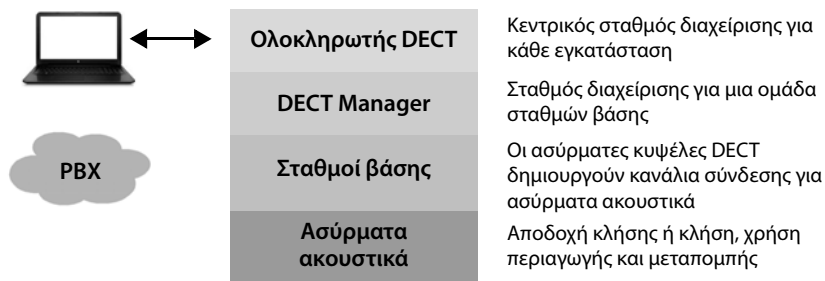 Ολοκληρωτής DECT
Κεντρικός σταθμός διαχείρισης για
κάθε εγκατάσταση
DECT Manager
Σταθμός διαχείρισης για μια ομάδα
σταθμών βάσης
PBX
Σταθμοί βάσης
Οι ασύρματες κυψέλες DECT
δημιουργούν κανάλια σύνδεσης για
ασύρματα ακουστικά
Ασύρματα
ακουστικά
Αποδοχή κλήσης ή κλήση, χρήση
περιαγωγής και μεταπομπής